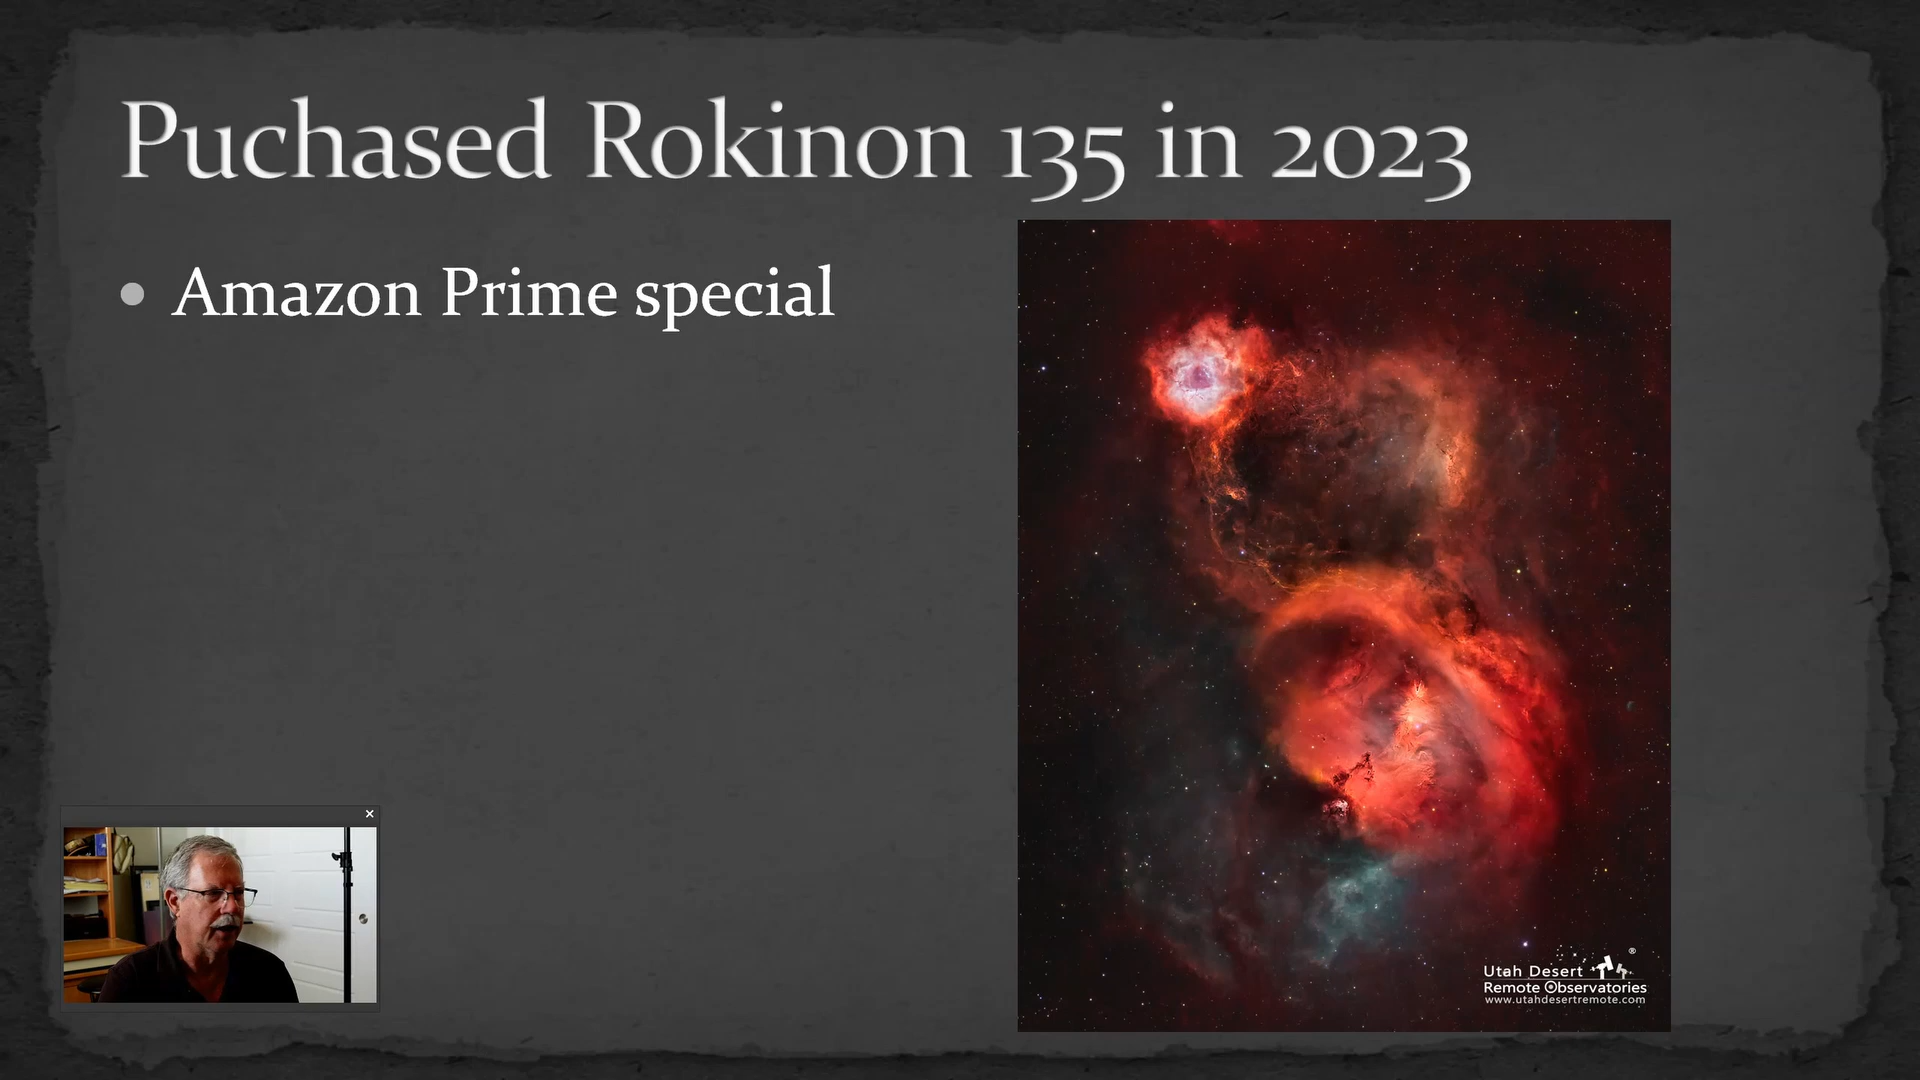 Puchased Rokinon 135 in 2023
• Amazon Prime special
Utah Desert
Remote Observatories
www.utahdesertremote.com